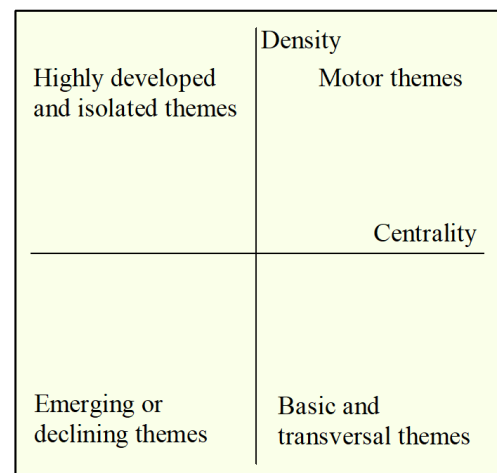 Density
Highly developed
and isolated themes
Motor themes
Centrality
Emerging or
declining themes
Basic and
transversal themes